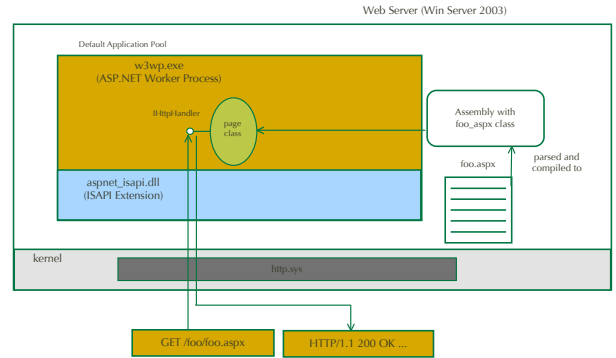 Web Server (Win Server 2003)
Default Application Pool
w3wp.exe
(ASP.NET Worker Process)
IHttpHandler
page
class
Assembly with
foo_aspx class
foo.aspx
parsed and
compiled to
aspnet_isapi.dll
(ISAPI Extension)
kernel
http.sys
GET /foo/foo.aspx
HTTP/1.1 200 OK ...